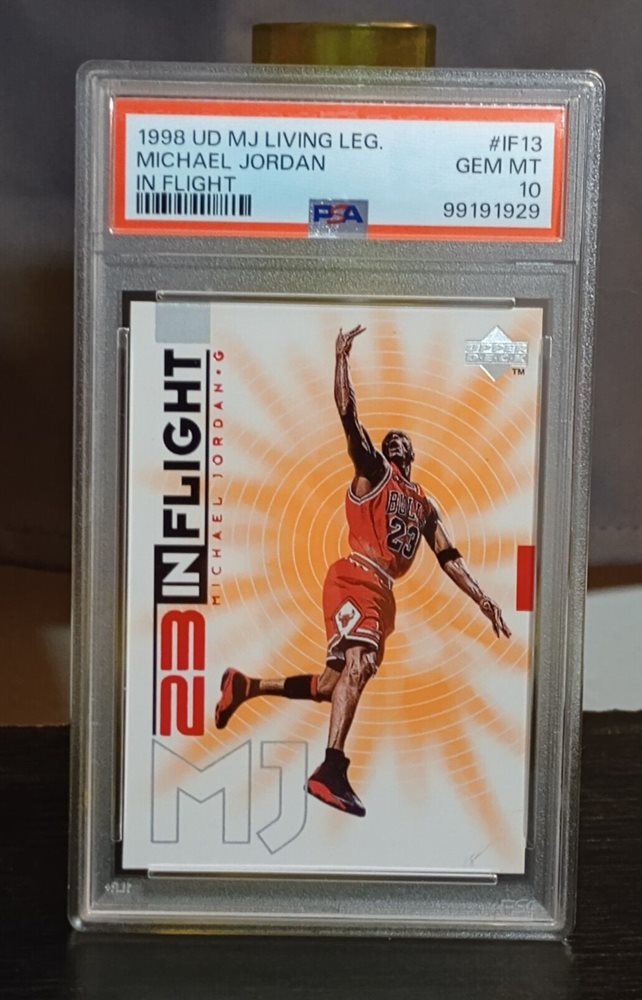 1998 UD MJ LIVING LEG. #IF13
MICHAEL JORDAN GEM MT
IN FLIGHT 10
PSA 99191929
UPPER
DECK
TM
23 IN FLIGHT
MICHAEL JORDAN • G
BULLS
23
MJ